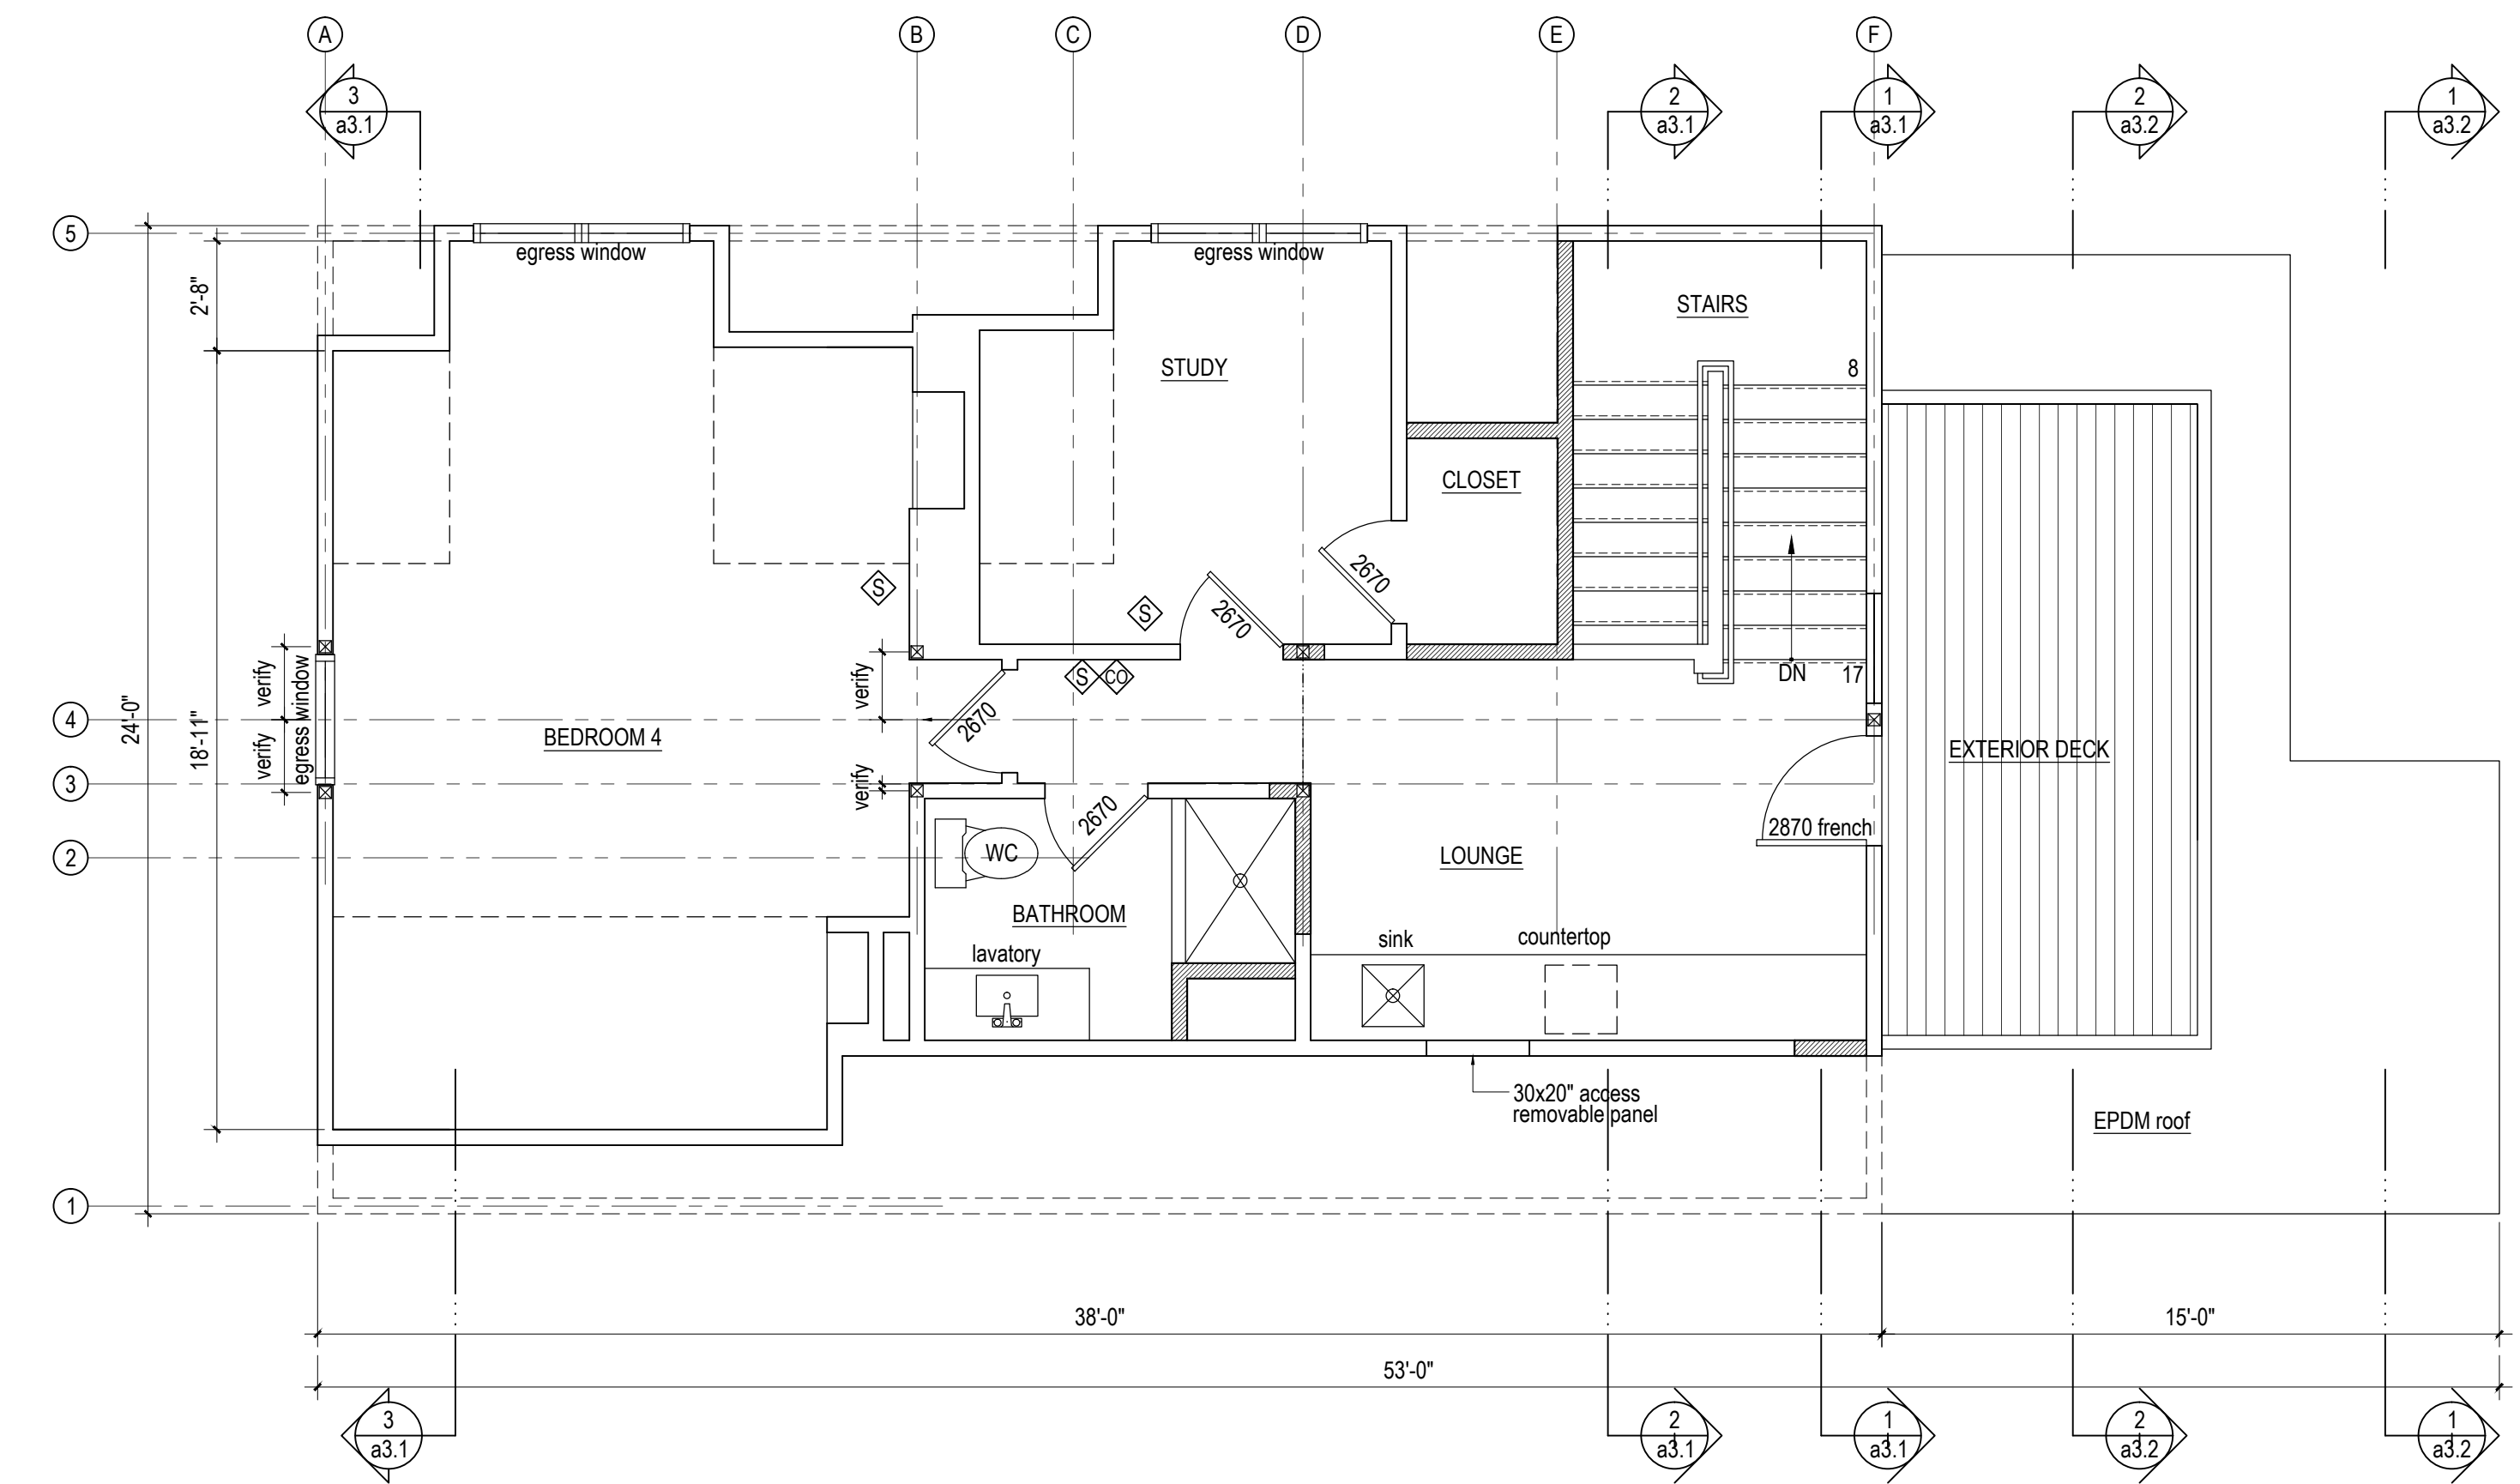 A
B
C
D
E
F
3
a3.1
2
a3.1
1
a3.1
2
a3.2
1
a3.2
5
egress window
egress window
2'-8"
STAIRS
STUDY
8
CLOSET
2670
S
S
2670
verify
egress window
verify
S
CO
DN
17
24'-0"
18'-11"
4
verify
2670
BEDROOM 4
EXTERIOR DECK
3
verify
2670
2870 french
2
WC
LOUNGE
BATHROOM
lavatory
sink
countertop
30x20" access
removable panel
EPDM roof
1
38'-0"
15'-0"
53'-0"
3
a3.1
2
a3.1
1
a3.1
2
a3.2
1
a3.2